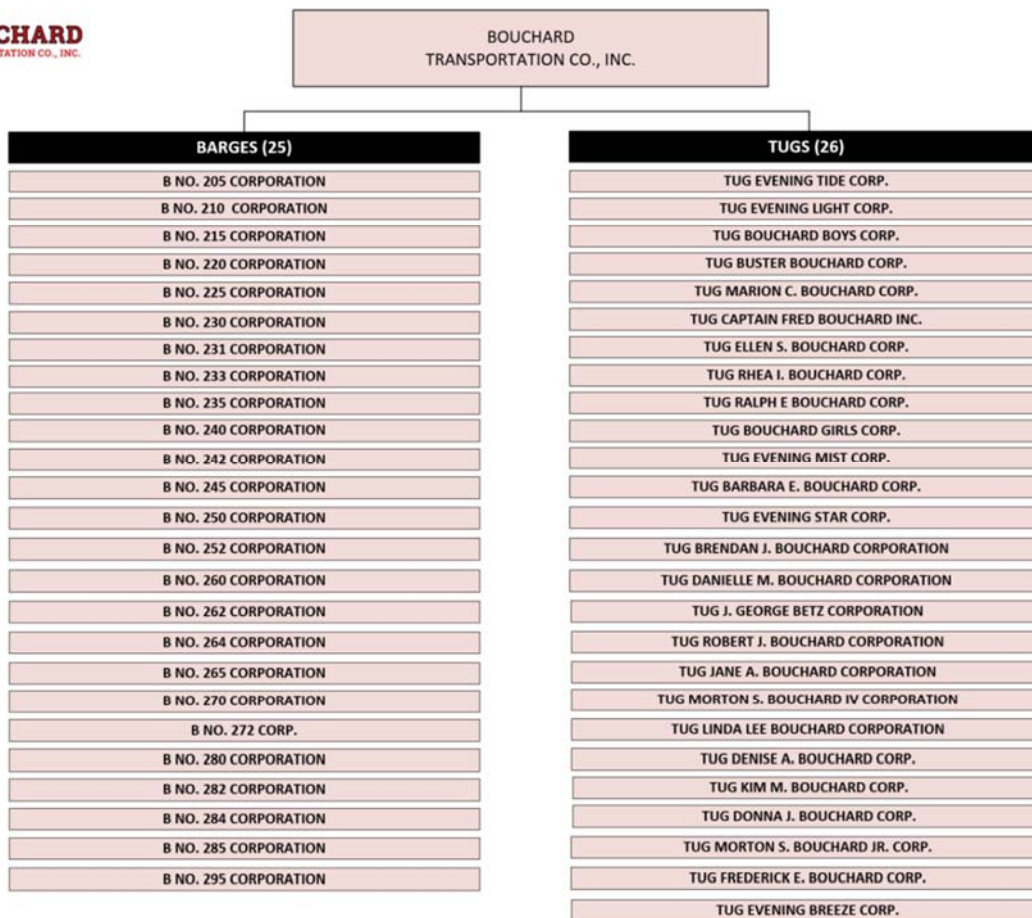 CHARD
TATION CO., INC.
BOUCHARD
TRANSPORTATION CO., INC.
BARGES (25)
B NO. 205 CORPORATION
B NO. 210 CORPORATION
B NO. 215 CORPORATION
B NO. 220 CORPORATION
B NO. 225 CORPORATION
B NO. 230 CORPORATION
B NO. 231 CORPORATION
B NO. 233 CORPORATION
B NO. 235 CORPORATION
B NO. 240 CORPORATION
B NO. 242 CORPORATION
B NO. 245 CORPORATION
B NO. 250 CORPORATION
B NO. 252 CORPORATION
B NO. 260 CORPORATION
B NO. 262 CORPORATION
B NO. 264 CORPORATION
B NO. 265 CORPORATION
B NO. 270 CORPORATION
B NO. 272 CORP.
B NO. 280 CORPORATION
B NO. 282 CORPORATION
B NO. 284 CORPORATION
B NO. 285 CORPORATION
B NO. 295 CORPORATION
TUGS (26)
TUG EVENING TIDE CORP.
TUG EVENING LIGHT CORP.
TUG BOUCHARD BOYS CORP.
TUG BUSTER BOUCHARD CORP.
TUG MARION C. BOUCHARD CORP.
TUG CAPTAIN FRED BOUCHARD INC.
TUG ELLEN S. BOUCHARD CORP.
TUG RHEA I. BOUCHARD CORP.
TUG RALPH E BOUCHARD CORP.
TUG BOUCHARD GIRLS CORP.
TUG EVENING MIST CORP.
TUG BARBARA E. BOUCHARD CORP.
TUG EVENING STAR CORP.
TUG BRENDAN J. BOUCHARD CORPORATION
TUG DANIELLE M. BOUCHARD CORPORATION
TUG J. GEORGE BETZ CORPORATION
TUG ROBERT J. BOUCHARD CORPORATION
TUG JANE A. BOUCHARD CORPORATION
TUG MORTON S. BOUCHARD IV CORPORATION
TUG LINDA LEE BOUCHARD CORPORATION
TUG DENISE A. BOUCHARD CORP.
TUG KIM M. BOUCHARD CORP.
TUG DONNA J. BOUCHARD CORP.
TUG MORTON S. BOUCHARD JR. CORP.
TUG FREDERICK E. BOUCHARD CORP.
TUG EVENING BREEZE CORP.